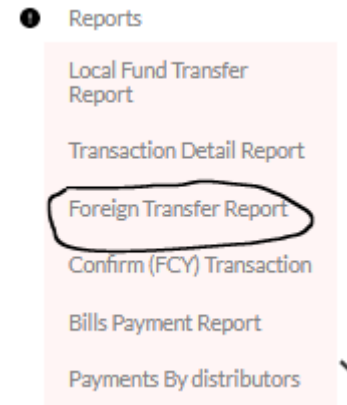 Reports
Local Fund Transfer
Report
Transaction Detail Report
Foreign Transfer Report
Confirm (FCY) Transaction
Bills Payment Report
Payments By distributors